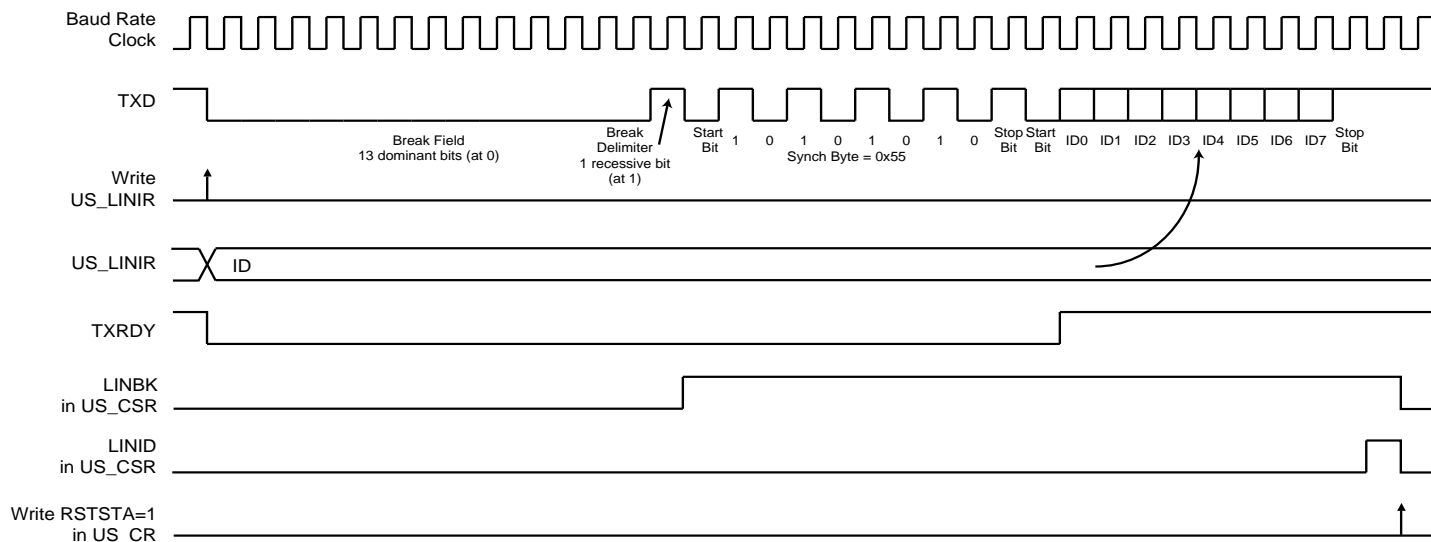 Baud Rate
Clock
TXD
Break Field
13 dominant bits (at 0)
Break
Delimiter
1 recessive bit
(at 1)
Start
Bit
1 0 1 0 1 0 1 0
Synch Byte = 0x55
Stop
Bit
Start
Bit
ID0 ID1 ID2 ID3 ID4 ID5 ID6 ID7
Stop
Bit
Write
US_LINIR
US_LINIR
ID
TXRDY
LINBK
in US_CSR
LINID
in US_CSR
Write RSTSTA=1
in US_CR